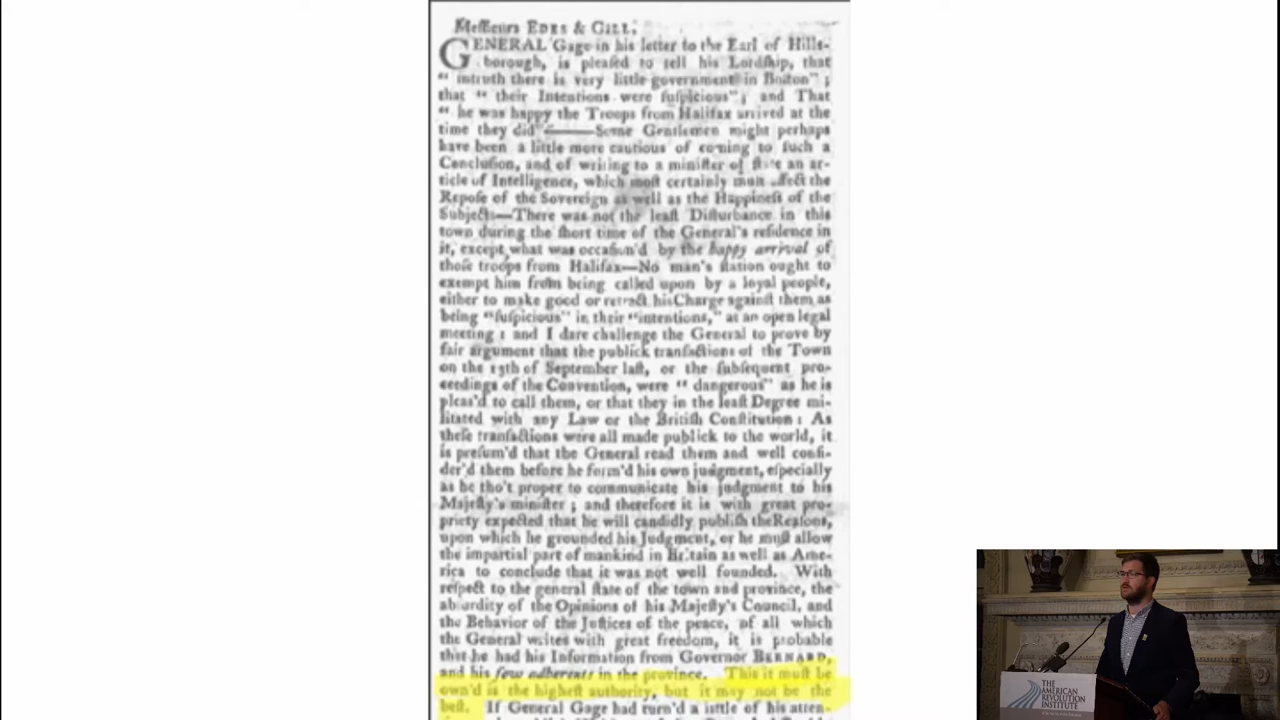 Messieurs EDES & GILL,
GENERAL Gage in his letter to the Earl of Hills-
borough, is pleaſed to tell his Lordſhip, that
“ intruth there is very little government in Boſton” ;
that “ their Intentions were ſuſpicious” ; and That
“ he was happy the Troops from Halifax arrived at the
time they did”——Some Gentlemen might perhaps
have been a little more cautious of coming to ſuch a
Concluſion, and of writing to a miniſter of ſtate an ar-
ticle of Intelligence, which moſt certainly muſt affect the
Repoſe of the Sovereign as well as the Happineſs of the
Subjects—There was not the leaſt Diſturbance in this
town during the ſhort time of the General's reſidence in
it, except what was occaſion'd by the happy arrival of
thoſe troops from Halifax—No man's ſtation ought to
exempt him from being called upon by a loyal people,
either to make good or retract his Charge againſt them as
being “ſuſpicious” in their “intentions,” at an open legal
meeting : and I dare challenge the General to prove by
fair argument that the publick tranſactions of the Town
on the 13th of September laſt, or the ſubſequent pro-
ceedings of the Convention, were “ dangerous” as he is
pleas'd to call them, or that they in the leaſt Degree mi-
litated with any Law or the Britiſh Conſtitution : As
theſe tranſactions were all made publick to the world, it
is preſum'd that the General read them and well conſi-
der'd them before he form'd his own judgment, eſpecially
as he tho't proper to communicate his judgment to his
Majeſty's miniſter ; and therefore it is with great pro-
priety expected that he will candidly publiſh the Reaſons,
upon which he grounded his Judgment, or he muſt allow
the impartial part of mankind in Britain as well as Ame-
rica to conclude that it was not well founded. With
reſpect to the general ſtate of the town and province, the
abſurdity of the Opinions of his Majeſty's Council, and
the Behavior of the Juſtices of the peace, of all which
the General writes with great freedom, it is probable
that he had his Information from Governor BERNARD,
and his few adherents in the province. This it muſt be
own'd is the higheſt authority, but it may not be the
beſt. If General Gage had turn'd a little of his atten-
THE
AMERICAN
REVOLUTION
INSTITUTE